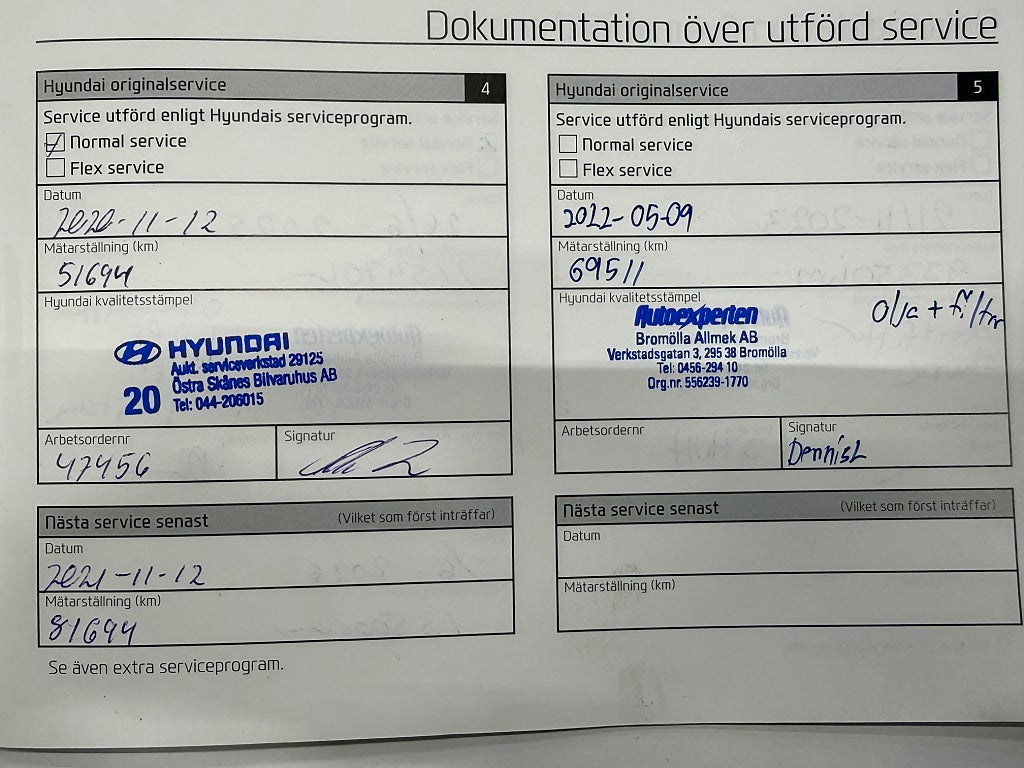 Dokumentation över utförd service
Hyundai originalservice 4
Service utförd enligt Hyundais serviceprogram.
Normal service
Flex service
Datum
2020-11-12
Mätarställning (km)
51694
Hyundai kvalitetsstämpel
HYUNDAI
Aukt. serviceverkstad 29125
Östra Skånes Bilvaruhus AB
20 Tel: 044-206015
Arbetsordernr
47456
Signatur
Nästa service senast (Vilket som först inträffar)
Datum
2021-11-12
Mätarställning (km)
81694
Se även extra serviceprogram.
Hyundai originalservice 5
Service utförd enligt Hyundais serviceprogram.
Normal service
Flex service
Datum
2022-05-09
Mätarställning (km)
69511
Hyundai kvalitetsstämpel
Olja + filter
Autoexperten
Bromölla Allmek AB
Verkstadsgatan 3, 295 38 Bromölla
Tel: 0456-294 10
Org.nr. 556239-1770
Arbetsordernr
Signatur
Dennis L
Nästa service senast (Vilket som först inträffar)
Datum
Mätarställning (km)